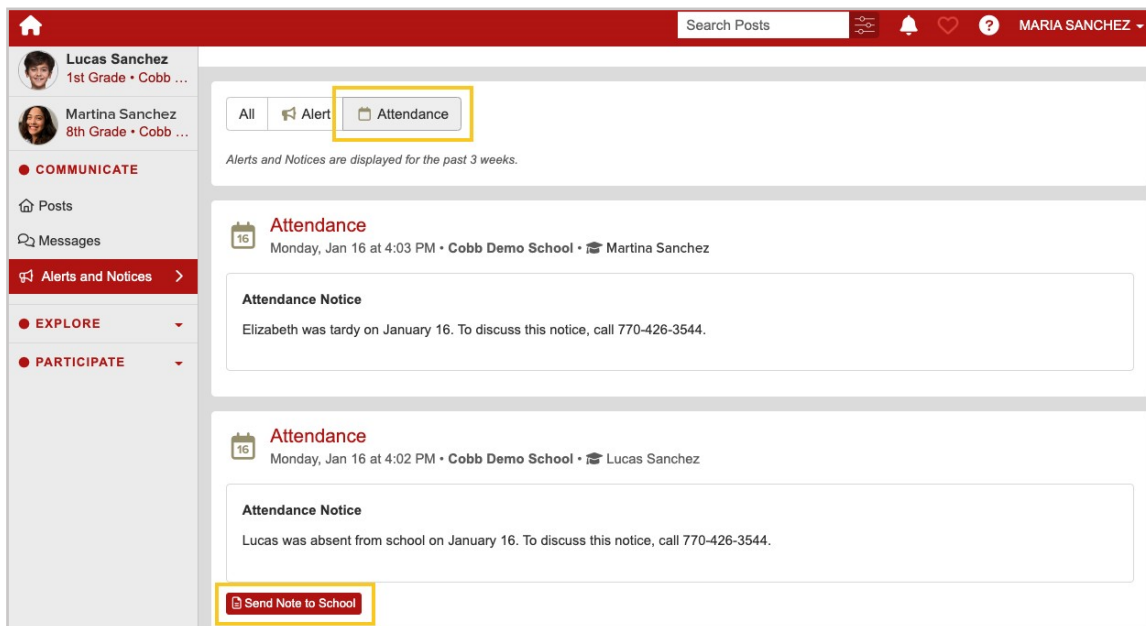 Search Posts
MARIA SANCHEZ
Lucas Sanchez
1st Grade • Cobb ...
Martina Sanchez
8th Grade • Cobb ...
COMMUNICATE
Posts
Messages
Alerts and Notices
EXPLORE
PARTICIPATE
All
Alert
Attendance
Alerts and Notices are displayed for the past 3 weeks.
16
Attendance
Monday, Jan 16 at 4:03 PM • Cobb Demo School • Martina Sanchez
Attendance Notice
Elizabeth was tardy on January 16. To discuss this notice, call 770-426-3544.
16
Attendance
Monday, Jan 16 at 4:02 PM • Cobb Demo School • Lucas Sanchez
Attendance Notice
Lucas was absent from school on January 16. To discuss this notice, call 770-426-3544.
Send Note to School